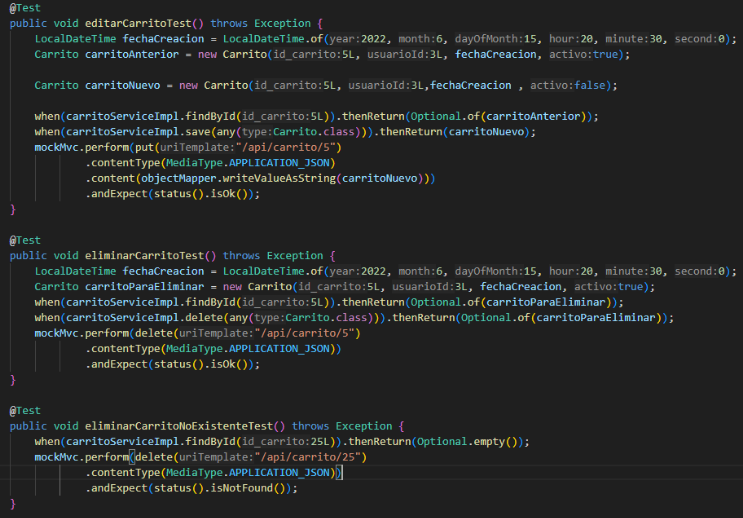 @Test
public void editarCarritoTest() throws Exception {
LocalDateTime fechaCreacion = LocalDateTime.of(year:2022, month:6, dayOfMonth:15, hour:20, minute:30, second:0);
Carrito carritoAnterior = new Carrito(id_carrito:5L, usuarioId:3L, fechaCreacion, activo:true);
Carrito carritoNuevo = new Carrito(id_carrito:5L, usuarioId:3L,fechaCreacion , activo:false);
when(carritoServiceImpl.findById(id_carrito:5L)).thenReturn(Optional.of(carritoAnterior));
when(carritoServiceImpl.save(any(type:Carrito.class))).thenReturn(carritoNuevo);
mockMvc.perform(put(uriTemplate:"/api/carrito/5")
.contentType(MediaType.APPLICATION_JSON)
.content(objectMapper.writeValueAsString(carritoNuevo)))
.andExpect(status().isOk());
}
@Test
public void eliminarCarritoTest() throws Exception {
LocalDateTime fechaCreacion = LocalDateTime.of(year:2022, month:6, dayOfMonth:15, hour:20, minute:30, second:0);
Carrito carritoParaEliminar = new Carrito(id_carrito:5L, usuarioId:3L, fechaCreacion, activo:true);
when(carritoServiceImpl.findById(id_carrito:5L)).thenReturn(Optional.of(carritoParaEliminar));
when(carritoServiceImpl.delete(any(type:Carrito.class))).thenReturn(Optional.of(carritoParaEliminar));
mockMvc.perform(delete(uriTemplate:"/api/carrito/5")
.contentType(MediaType.APPLICATION_JSON))
.andExpect(status().isOk());
}
@Test
public void eliminarCarritoNoExistenteTest() throws Exception {
when(carritoServiceImpl.findById(id_carrito:25L)).thenReturn(Optional.empty());
mockMvc.perform(delete(uriTemplate:"/api/carrito/25")
.contentType(MediaType.APPLICATION_JSON))
.andExpect(status().isNotFound());
}